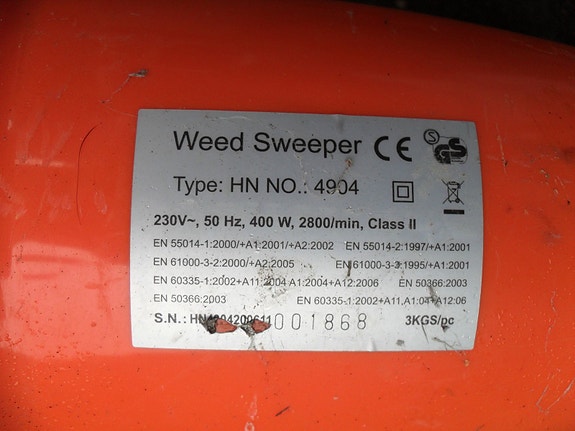 Weed Sweeper CE S GS
Type: HN NO.: 4904
230V~, 50 Hz, 400 W, 2800/min, Class II
EN 55014-1:2000/+A1:2001/+A2:2002 EN 55014-2:1997/+A1:2001
EN 61000-3-2:2000/+A2:2005 EN 61000-3-3:1995/+A1:2001
EN 60335-1:2002+A11:2004 A1:2004+A12:2006 EN 50366:2003
EN 50366:2003 EN 60335-1:2002+A11,A1:04+A12:06
S.N.: 001868 3KGS/pc